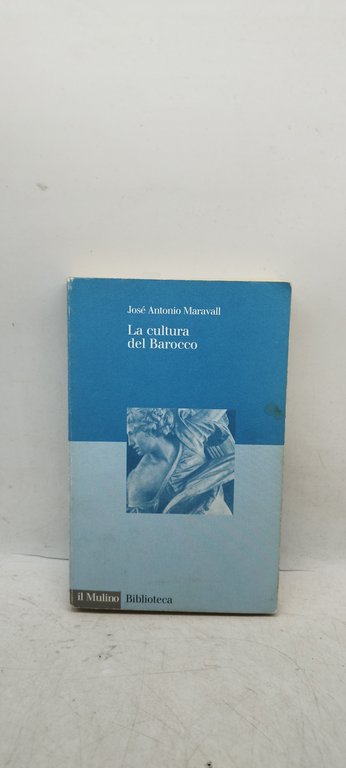 José Antonio Maravall
La cultura
del Barocco
il Mulino Biblioteca